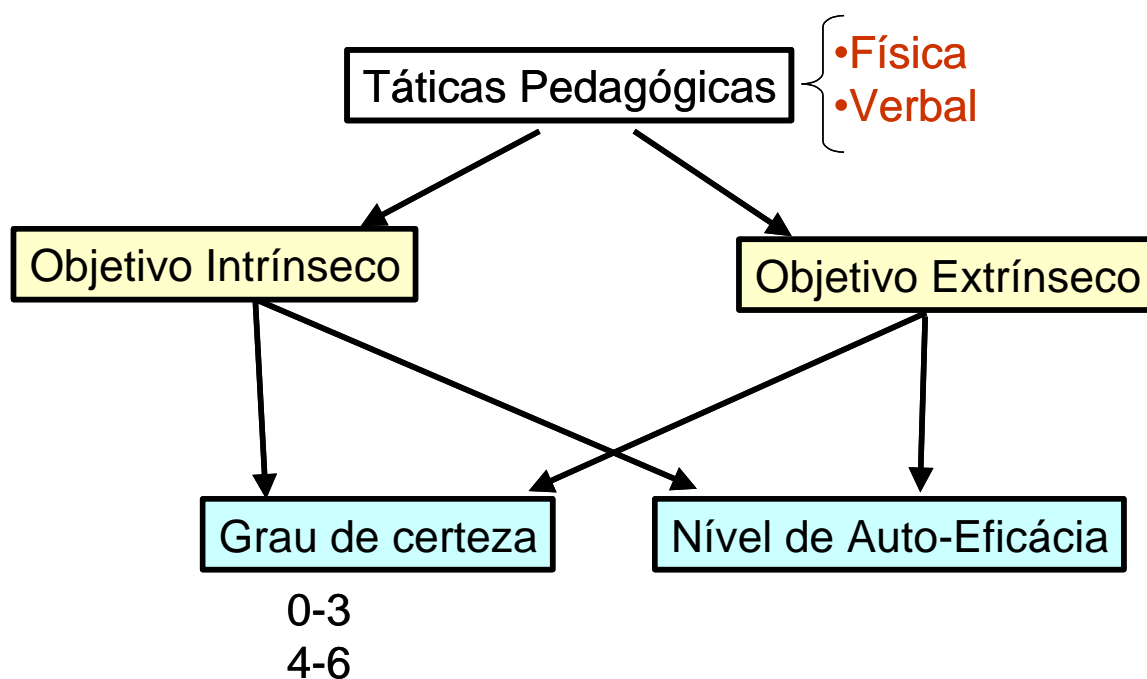 Táticas Pedagógicas
•Física
•Verbal
Objetivo Intrínseco
Objetivo Extrínseco
Grau de certeza
Nível de Auto-Eficácia
0-3
4-6